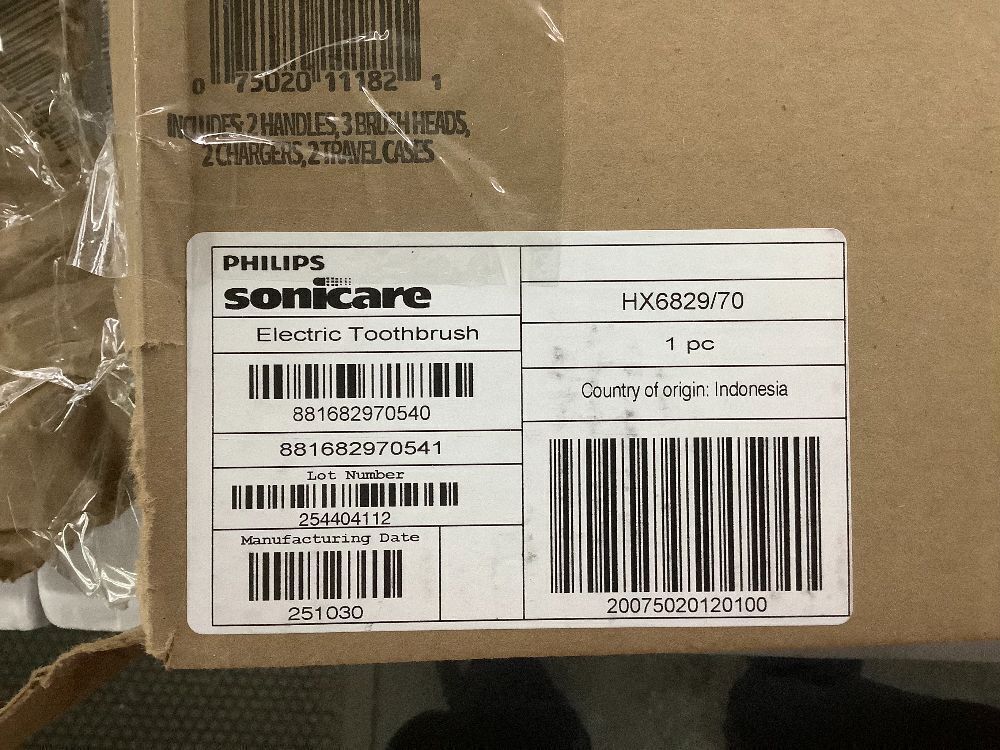 0 75020 11182 1
INCLUDES: 2 HANDLES, 3 BRUSH HEADS,
2 CHARGERS, 2 TRAVEL CASES
PHILIPS
sonicare
Electric Toothbrush
881682970540
881682970541
Lot Number
254404112
Manufacturing Date
251030
HX6829/70
1 pc
Country of origin: Indonesia
20075020120100